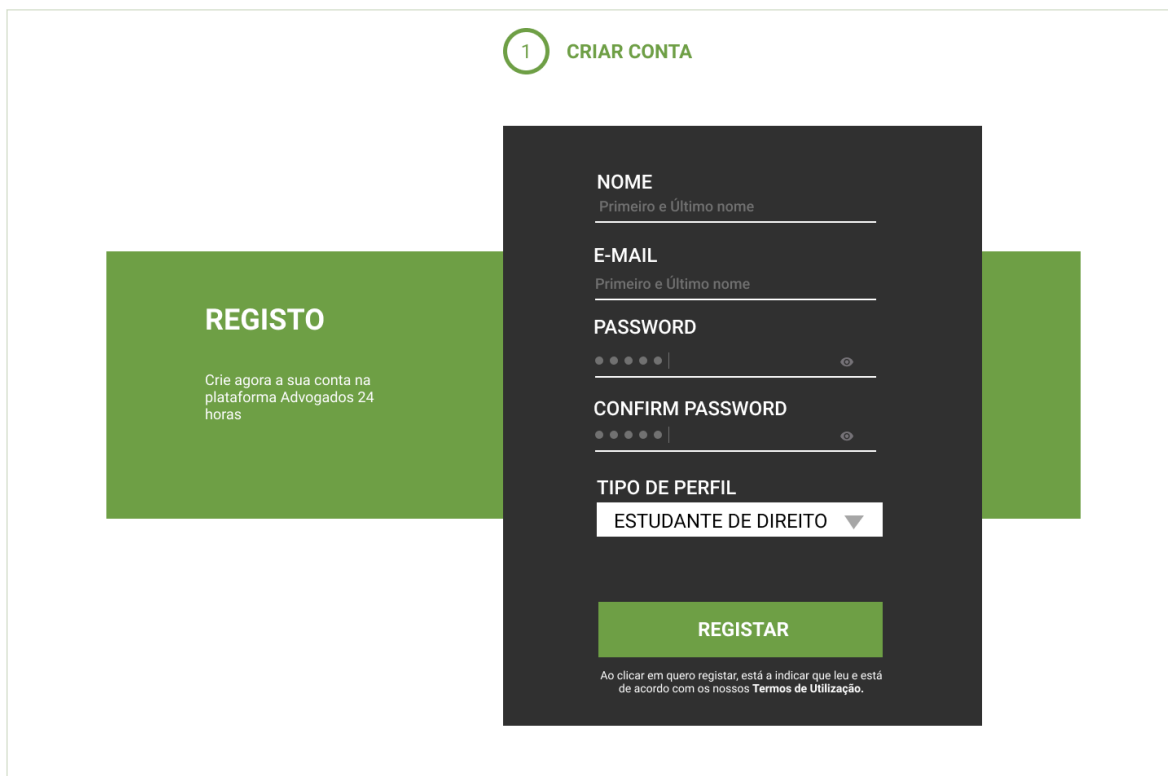 1 CRIAR CONTA
REGISTO
Crie agora a sua conta na
plataforma Advogados 24
horas
NOME
Primeiro e Último nome
E-MAIL
Primeiro e Último nome
PASSWORD
CONFIRM PASSWORD
TIPO DE PERFIL
ESTUDANTE DE DIREITO
REGISTAR
Ao clicar em quero registar, está a indicar que leu e está
de acordo com os nossos Termos de Utilização.